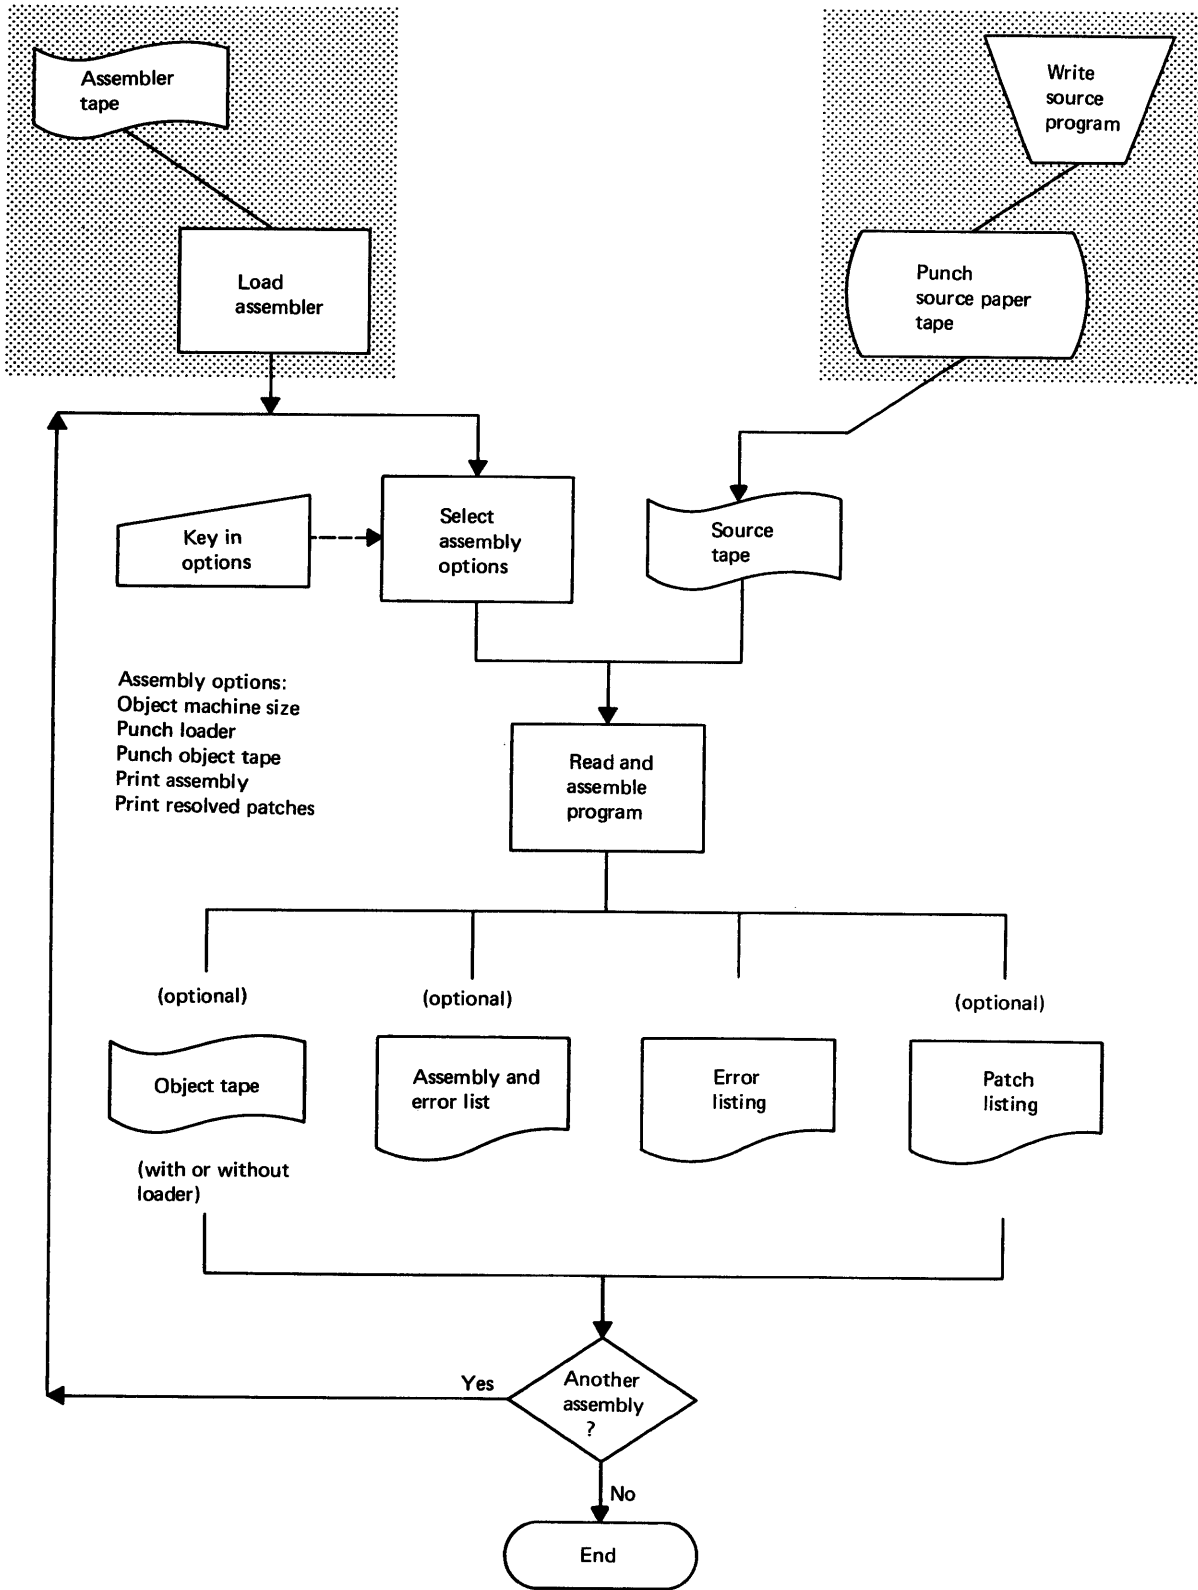 Assembler
tape
Write
source
program
Load
assembler
Punch
source paper
tape
Key in
options
Select
assembly
options
Source
tape
Assembly options:
Object machine size
Punch loader
Punch object tape
Print assembly
Print resolved patches
Read and
assemble
program
(optional)
(optional)
(optional)
Object tape
Assembly and
error list
Error
listing
Patch
listing
(with or without
loader)
Yes
Another
assembly
?
No
End